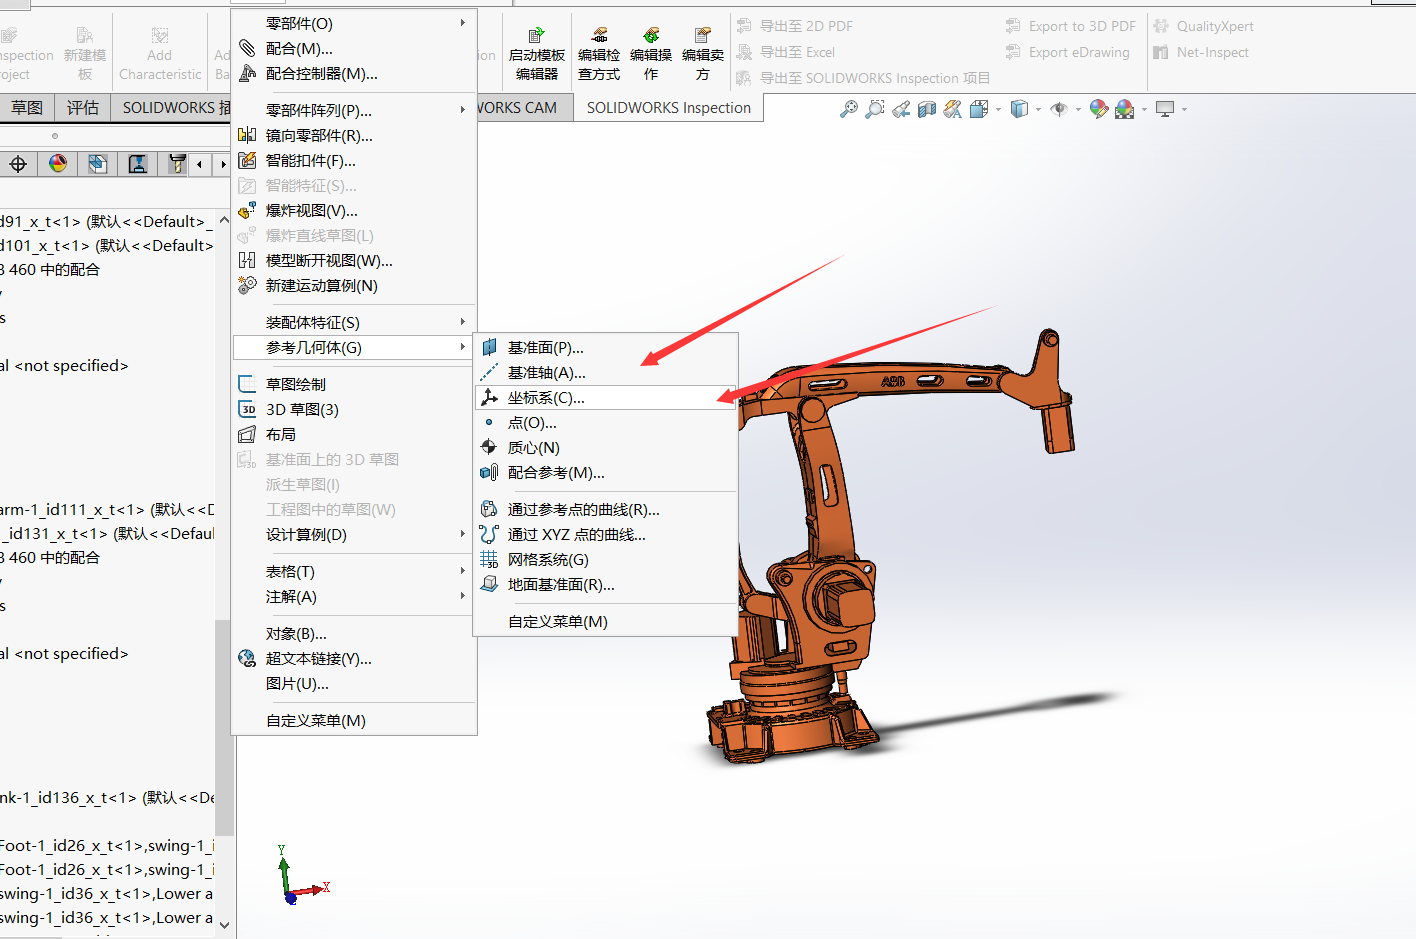 nspection
roject
新建模
板
Add
Characteristic
Ad
Ba
ion
启动模板
编辑器
编辑检
查方式
编辑操
作
编辑卖
方
导出至 2D PDF
导出至 Excel
导出至 SOLIDWORKS Inspection 项目
Export to 3D PDF
Export eDrawing
QualityXpert
Net-Inspect
草图
评估
SOLIDWORKS 插
WORKS CAM
SOLIDWORKS Inspection
d91_x_t<1> (默认<<Default>_
d101_x_t<1> (默认<<Default>
460 中的配合
s
al <not specified>
arm-1_id111_x_t<1> (默认<<D
_id131_x_t<1> (默认<<Defaul
460 中的配合
s
al <not specified>
nk-1_id136_x_t<1> (默认<<De
Foot-1_id26_x_t<1>,swing-1_i
Foot-1_id26_x_t<1>,swing-1_i
swing-1_id36_x_t<1>,Lower a
swing-1_id36_x_t<1>,Lower a
零部件(O)
配合(M)...
配合控制器(M)...
零部件阵列(P)...
镜向零部件(R)...
智能扣件(F)...
智能特征(S)...
爆炸视图(V)...
爆炸直线草图(L)
模型断开视图(W)...
新建运动算例(N)
装配体特征(S)
参考几何体(G)
草图绘制
3D 3D 草图(3)
布局
基准面上的 3D 草图
派生草图(I)
工程图中的草图(W)
设计算例(D)
表格(T)
注解(A)
对象(B)...
超文本链接(Y)...
图片(U)...
自定义菜单(M)
基准面(P)...
基准轴(A)...
坐标系(C)...
点(O)...
质心(N)
配合参考(M)...
通过参考点的曲线(R)...
通过 XYZ 点的曲线...
网格系统(G)
地面基准面(R)...
自定义菜单(M)
ABB
Y
X